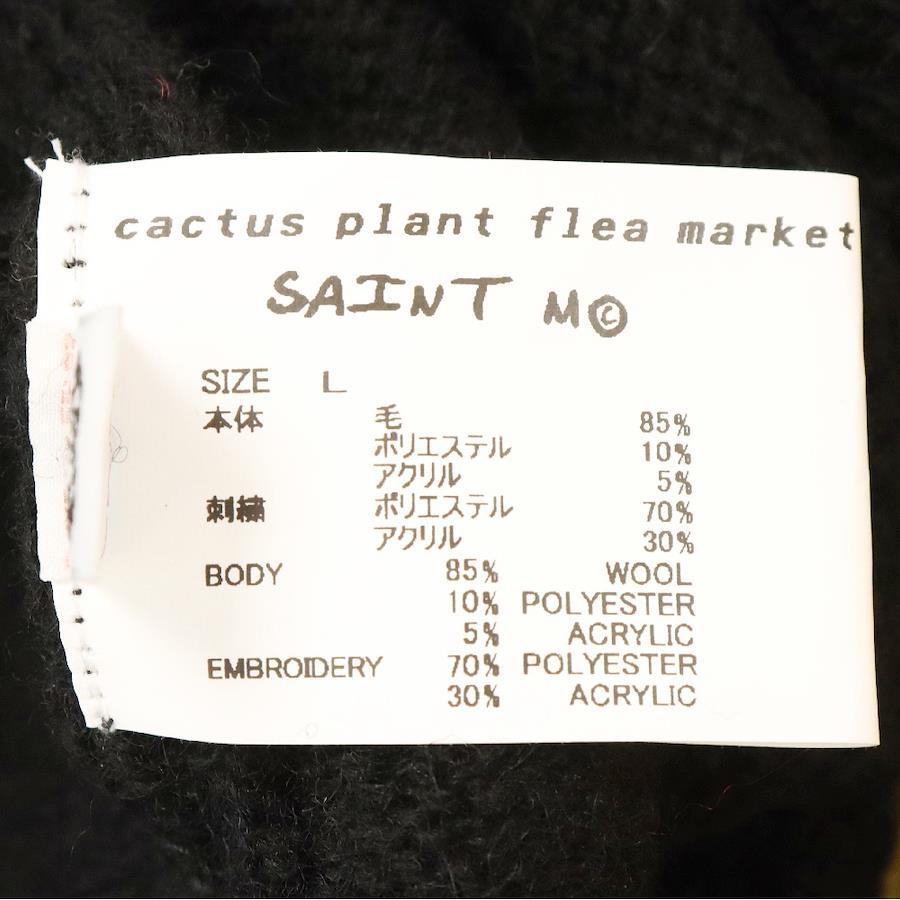 cactus plant flea market
SAINT M©
SIZE L
本体 毛 85%
ポリエステル 10%
アクリル 5%
刺繍 ポリエステル 70%
アクリル 30%
BODY 85% WOOL
10% POLYESTER
5% ACRYLIC
EMBROIDERY 70% POLYESTER
30% ACRYLIC